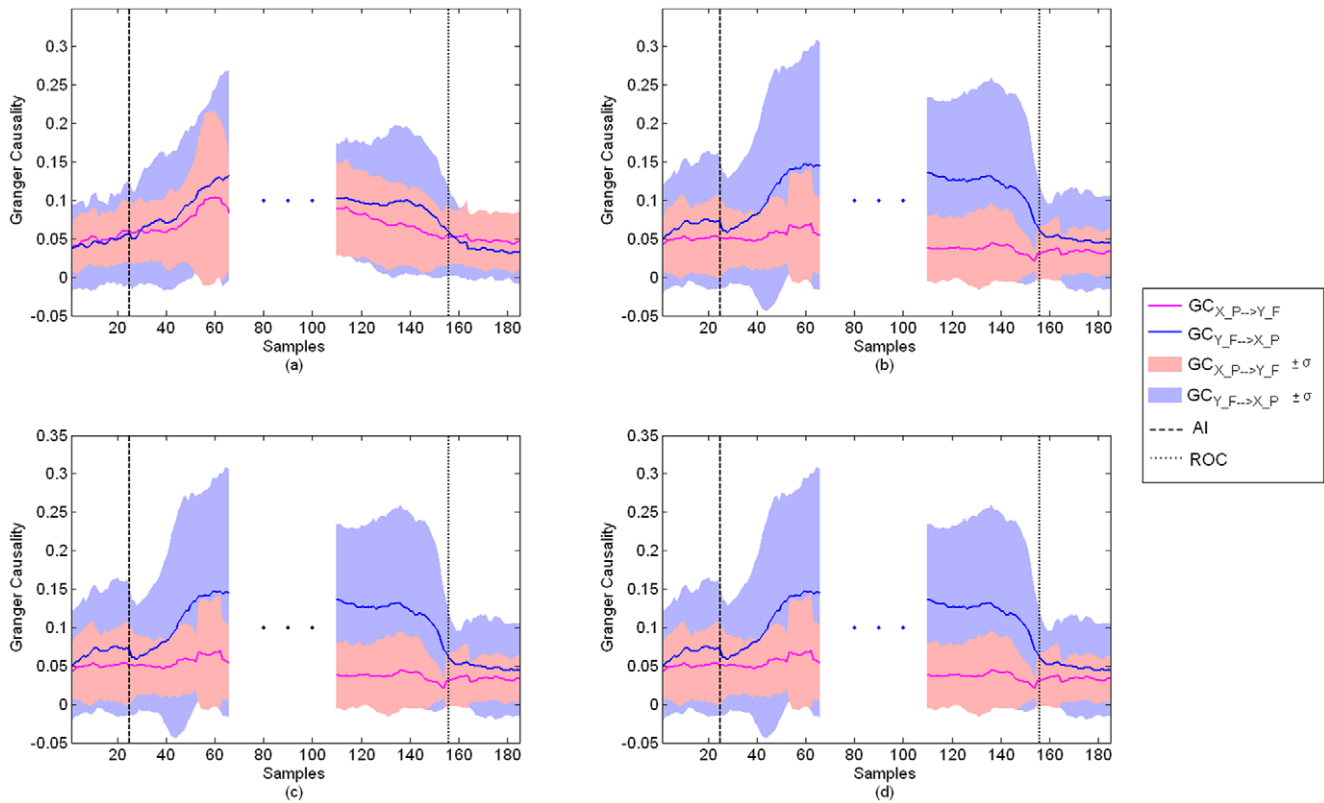 0.3
0.25
0.2
0.15
0.1
0.05
0
-0.05
Granger Causality
20 40 60 80 100 120 140 160 180
Samples
(a)
0.3
0.25
0.2
0.15
0.1
0.05
0
-0.05
Granger Causality
20 40 60 80 100 120 140 160 180
Samples
(b)
0.35
0.3
0.25
0.2
0.15
0.1
0.05
0
-0.05
Granger Causality
20 40 60 80 100 120 140 160 180
Samples
(c)
0.35
0.3
0.25
0.2
0.15
0.1
0.05
0
-0.05
Granger Causality
20 40 60 80 100 120 140 160 180
Samples
(d)
GC X_P-->Y_F
GC Y_F-->X_P
GC X_P-->Y_F ± σ
GC Y_F-->X_P ± σ
AI
ROC